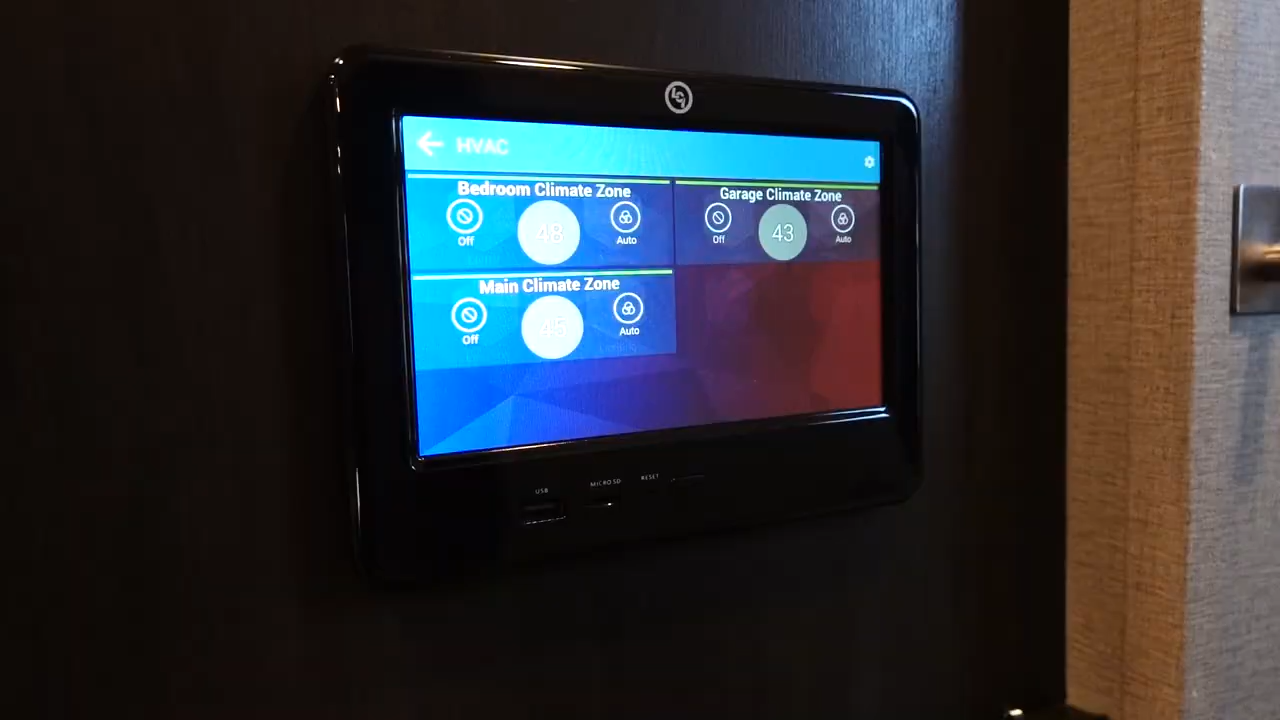 LCI
HVAC
Bedroom Climate Zone
Off
48
Auto
Garage Climate Zone
Off
43
Auto
Main Climate Zone
Off
45
Auto
USB
MICRO SD
RESET